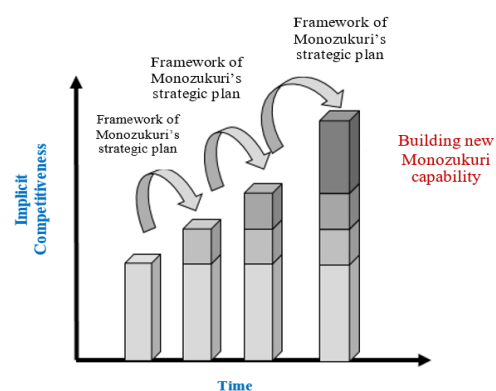 Framework of
Monozukuri's
strategic plan
Framework of
Monozukuri's
strategic plan
Framework of
Monozukuri's
strategic plan
Building new
Monozukuri
capability
Implicit
Competitiveness
Time